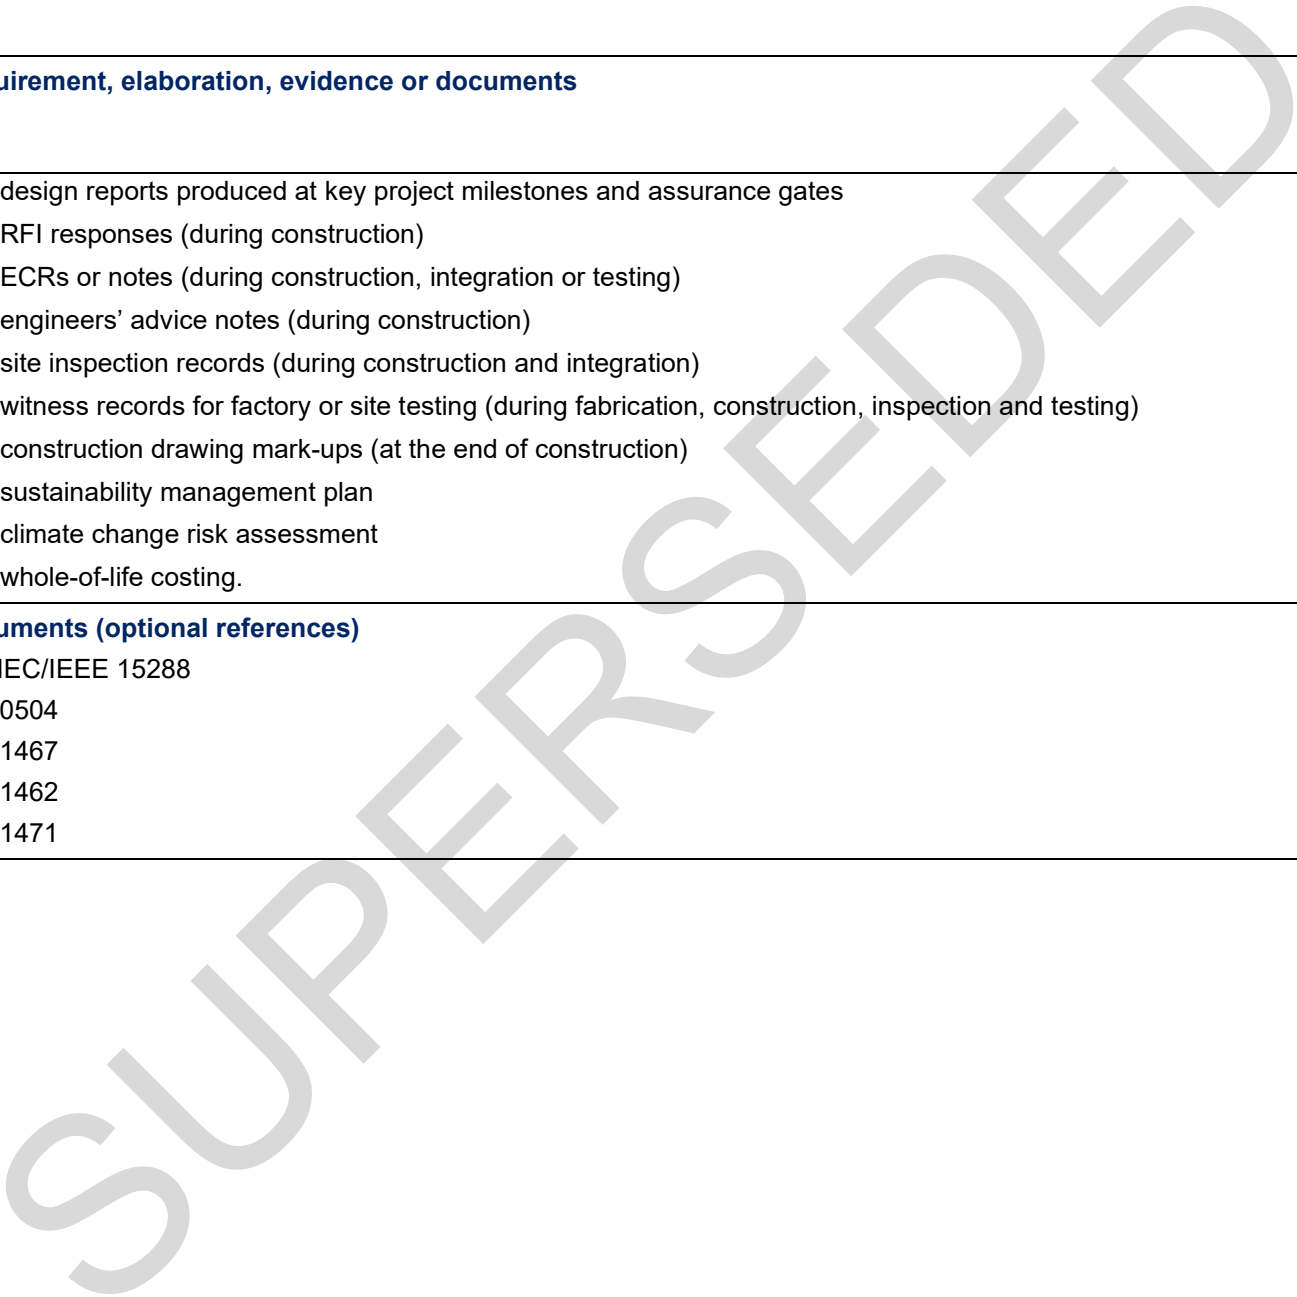 uirement, elaboration, evidence or documents
design reports produced at key project milestones and assurance gates
RFI responses (during construction)
ECRs or notes (during construction, integration or testing)
engineers’ advice notes (during construction)
site inspection records (during construction and integration)
witness records for factory or site testing (during fabrication, construction, inspection and testing)
construction drawing mark-ups (at the end of construction)
sustainability management plan
climate change risk assessment
whole-of-life costing.
uments (optional references)
IEC/IEEE 15288
0504
1467
1462
1471
SUPERSEDED